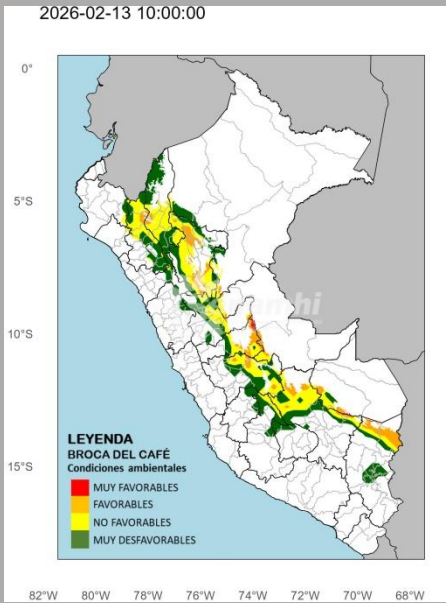 2026-02-13 10:00:00
0°
5°S
10°S
15°S
LEYENDA
BROCA DEL CAFÉ
Condiciones ambientales
MUY FAVORABLES
FAVORABLES
NO FAVORABLES
MUY DESFAVORABLES
82°W 80°W 78°W 76°W 74°W 72°W 70°W 68°W